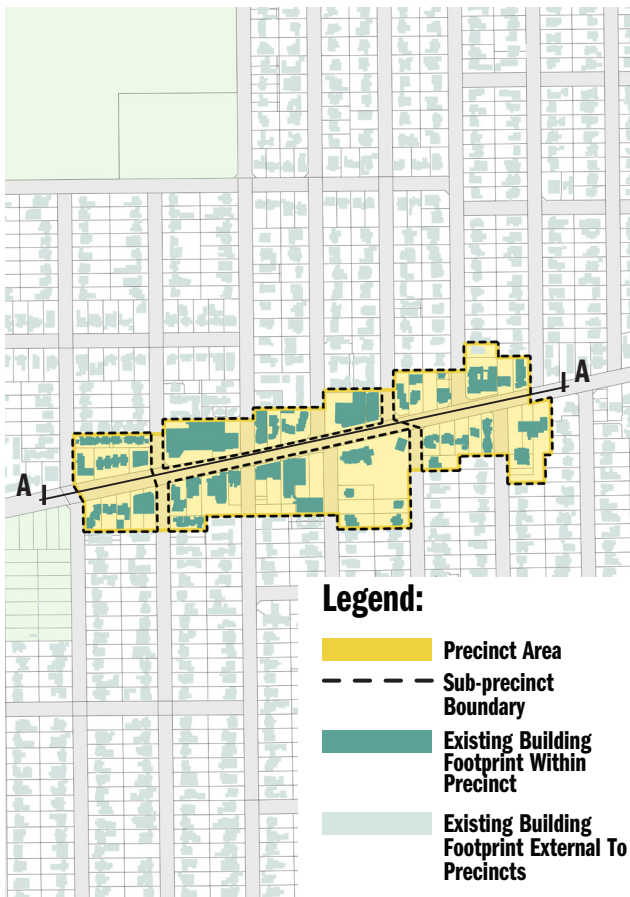 A
A
Legend:
Precinct Area
Sub-precinct
Boundary
Existing Building
Footprint Within
Precinct
Existing Building
Footprint External To
Precincts